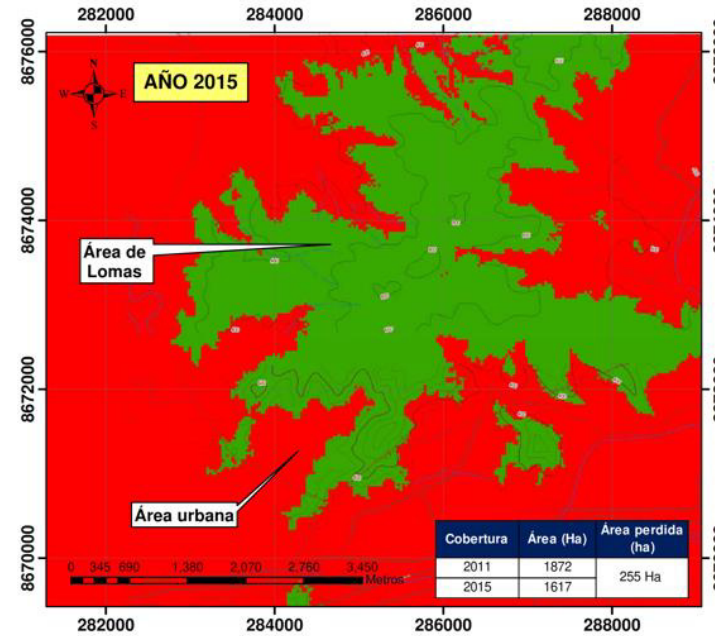 282000 284000 286000 288000
8676000
N
W E
S
AÑO 2015
8674000
Área de
Lomas
8672000
Área urbana
8670000
0 345 690 1,380 2,070 2,760 3,450
Metros
Cobertura Área (Ha) Área perdida (ha)
2011 1872 255 Ha
2015 1617
282000 284000 286000 288000